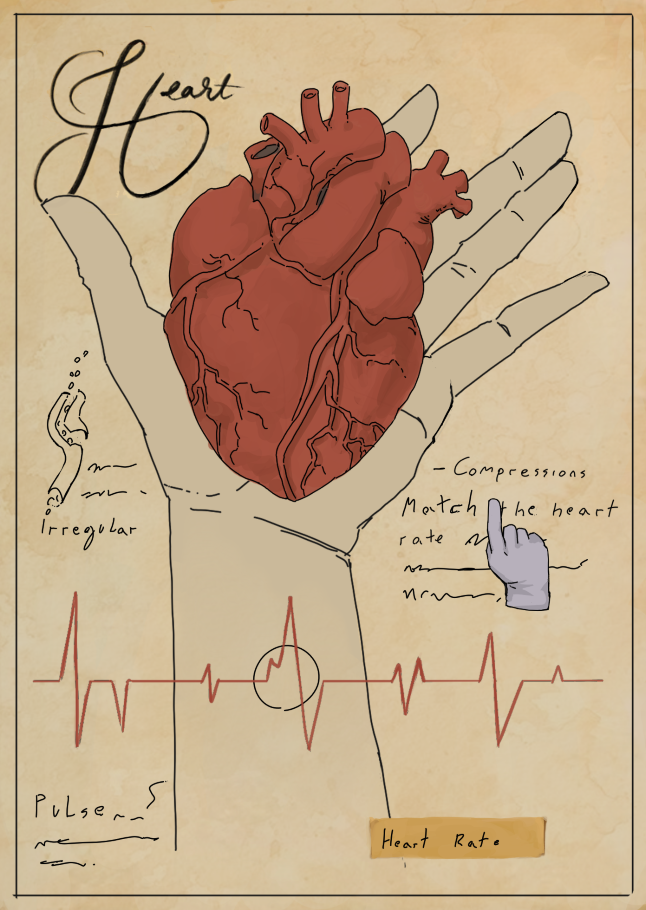 Heart
- Compressions
Match the heart
rate
Irregular
Pulse
Heart Rate